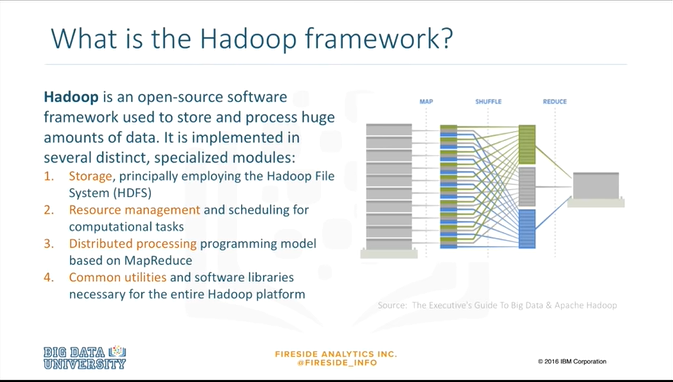 What is the Hadoop framework?
Hadoop is an open-source software
framework used to store and process huge
amounts of data. It is implemented in
several distinct, specialized modules:
1. Storage, principally employing the Hadoop File
System (HDFS)
2. Resource management and scheduling for
computational tasks
3. Distributed processing programming model
based on MapReduce
4. Common utilities and software libraries
necessary for the entire Hadoop platform
MAP SHUFFLE REDUCE
Source: The Executive's Guide To Big Data & Apache Hadoop
BIG DATA
UNIVERSITY
FIRESIDE ANALYTICS INC.
@FIRESIDE_INFO
© 2016 IBM Corporation